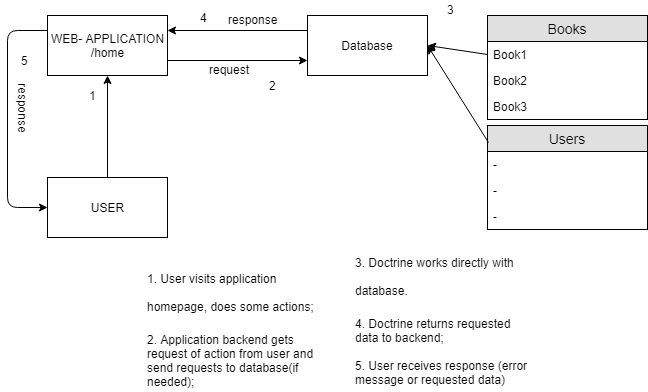 4 response
3
WEB- APPLICATION
/home
Database
Books
Book1
Book2
Book3
request
2
5
response
1
Users
-
-
-
USER
1. User visits application
homepage, does some actions;
2. Application backend gets
request of action from user and
send requests to database(if
needed);
3. Doctrine works directly with
database.
4. Doctrine returns requested
data to backend;
5. User receives response (error
message or requested data)